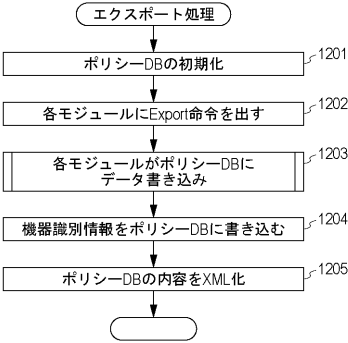 エクスポート処理
1201
ポリシーDBの初期化
1202
各モジュールにExport命令を出す
1203
各モジュールがポリシーDBに
データ書き込み
1204
機器識別情報をポリシーDBに書き込む
1205
ポリシーDBの内容をXML化